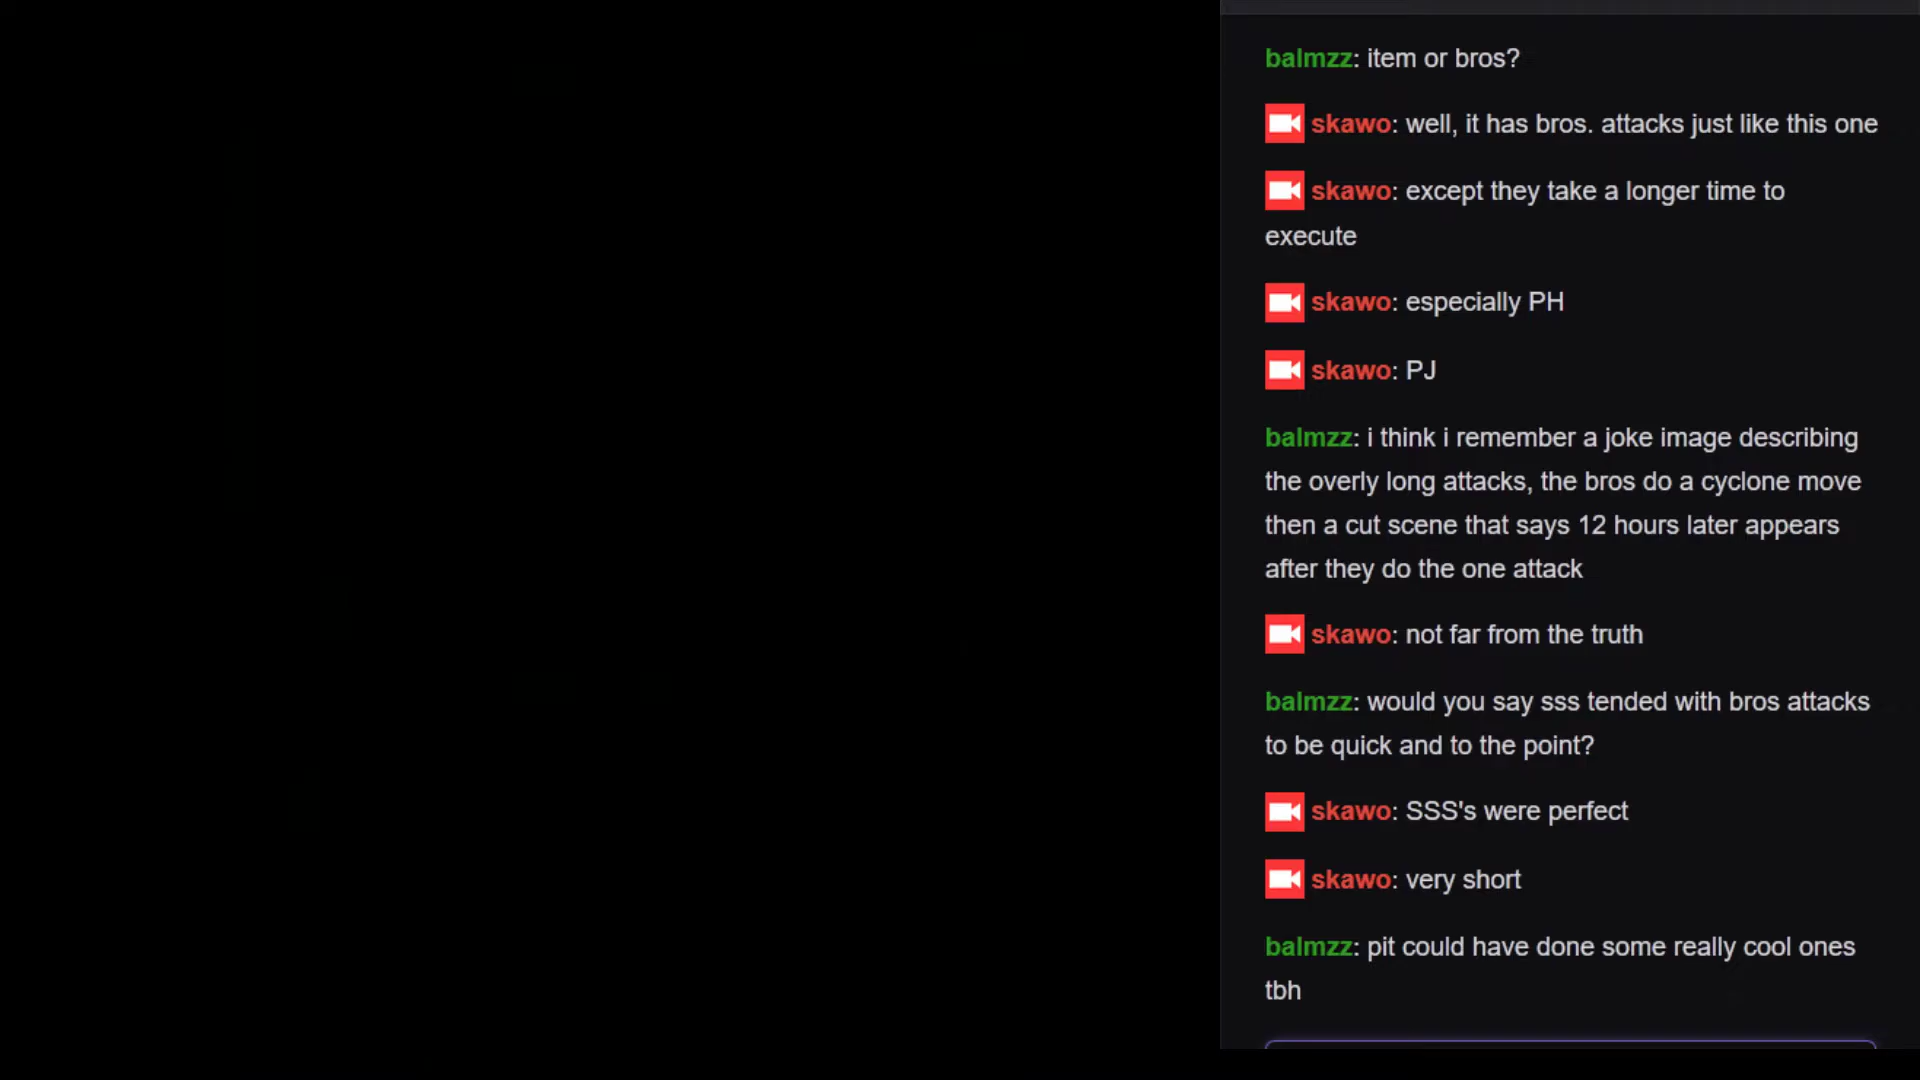 balmzz: item or bros?
skawo: well, it has bros. attacks just like this one
skawo: except they take a longer time to
execute
skawo: especially PH
skawo: PJ
balmzz: i think i remember a joke image describing
the overly long attacks, the bros do a cyclone move
then a cut scene that says 12 hours later appears
after they do the one attack
skawo: not far from the truth
balmzz: would you say sss tended with bros attacks
to be quick and to the point?
skawo: SSS's were perfect
skawo: very short
balmzz: pit could have done some really cool ones
tbh